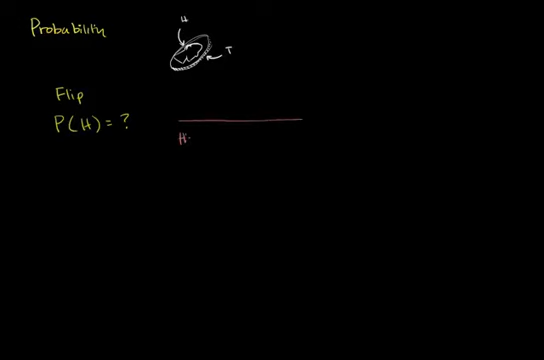 Probability
H
T
Flip
P(H) = ?
H